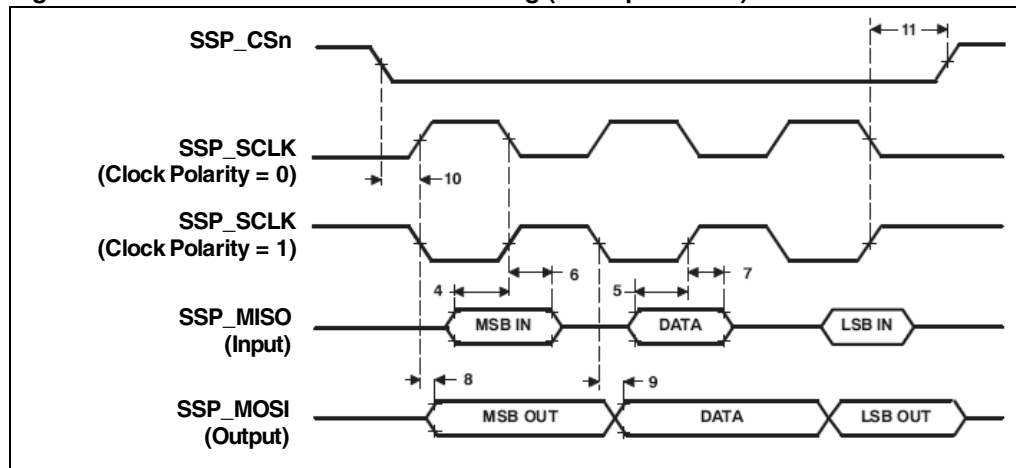 SSP_CSn
11
SSP_SCLK
(Clock Polarity = 0)
10
SSP_SCLK
(Clock Polarity = 1)
4
6
5
7
SSP_MISO
(Input)
MSB IN
DATA
LSB IN
8
9
SSP_MOSI
(Output)
MSB OUT
DATA
LSB OUT